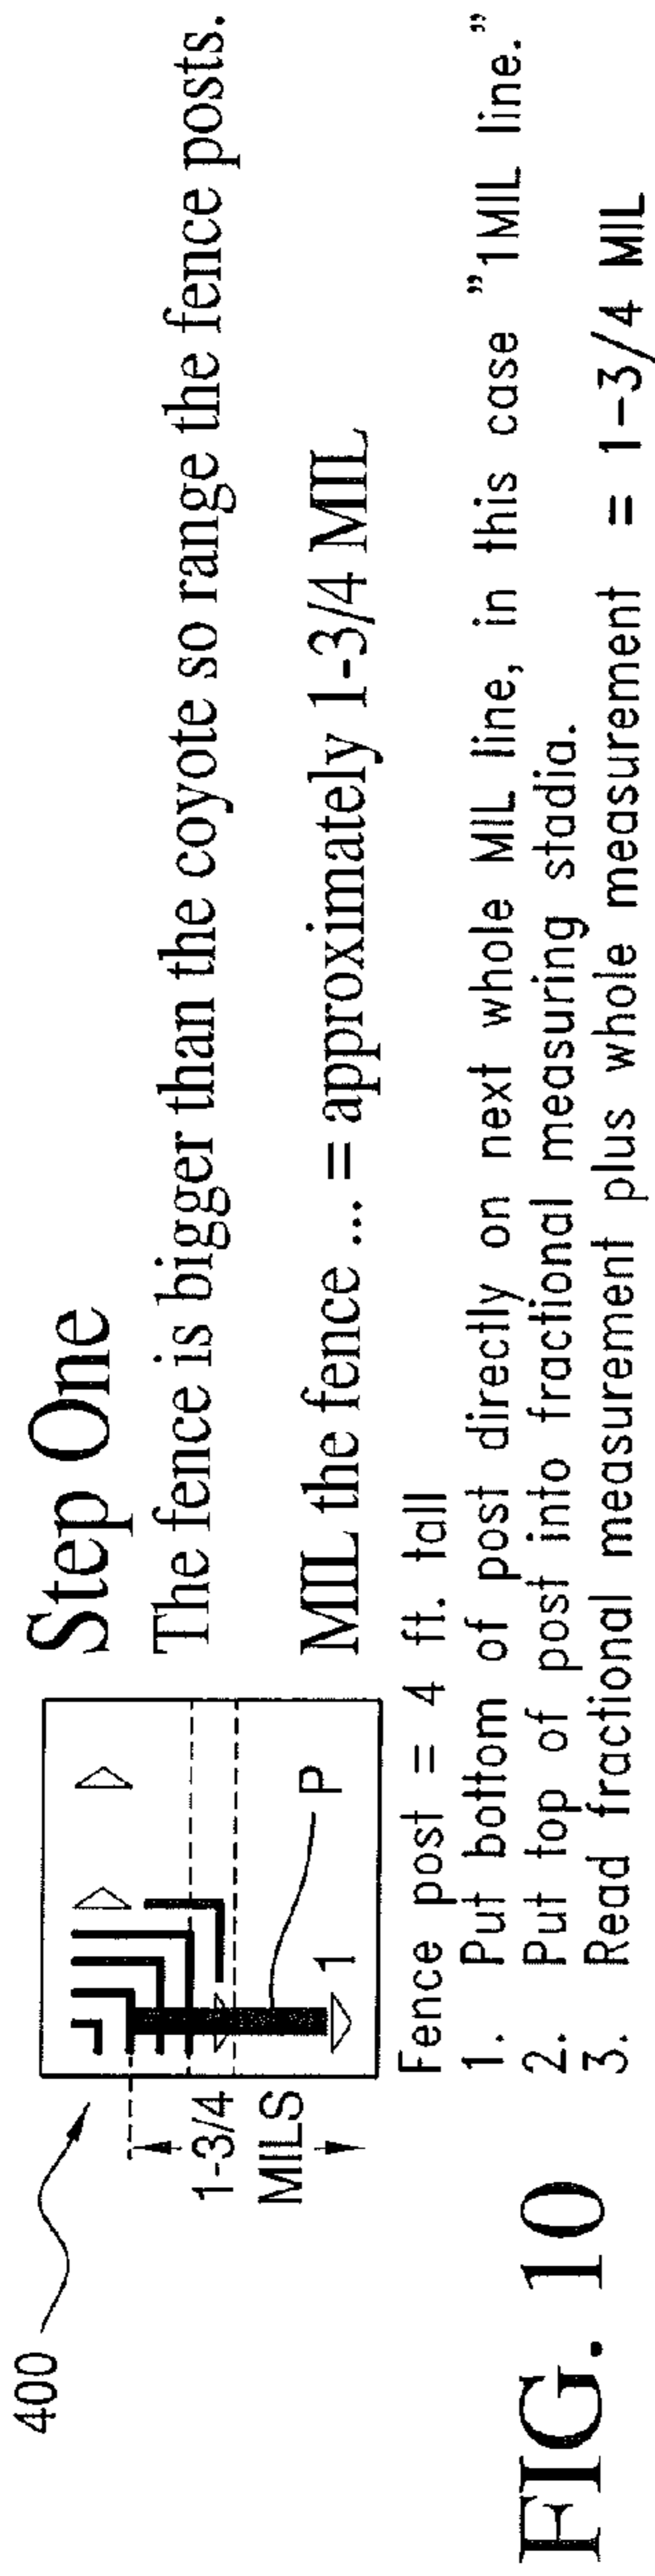 400
1-3/4
MILS
P
1
Step One
The fence is bigger than the coyote so range the fence posts.
MIL the fence ... = approximately 1-3/4 MIL
Fence post = 4 ft. tall
1. Put bottom of post directly on next whole MIL line, in this case "1MIL line."
2. Put top of post into fractional measuring stadia.
3. Read fractional measurement plus whole measurement = 1-3/4 MIL
FIG. 10